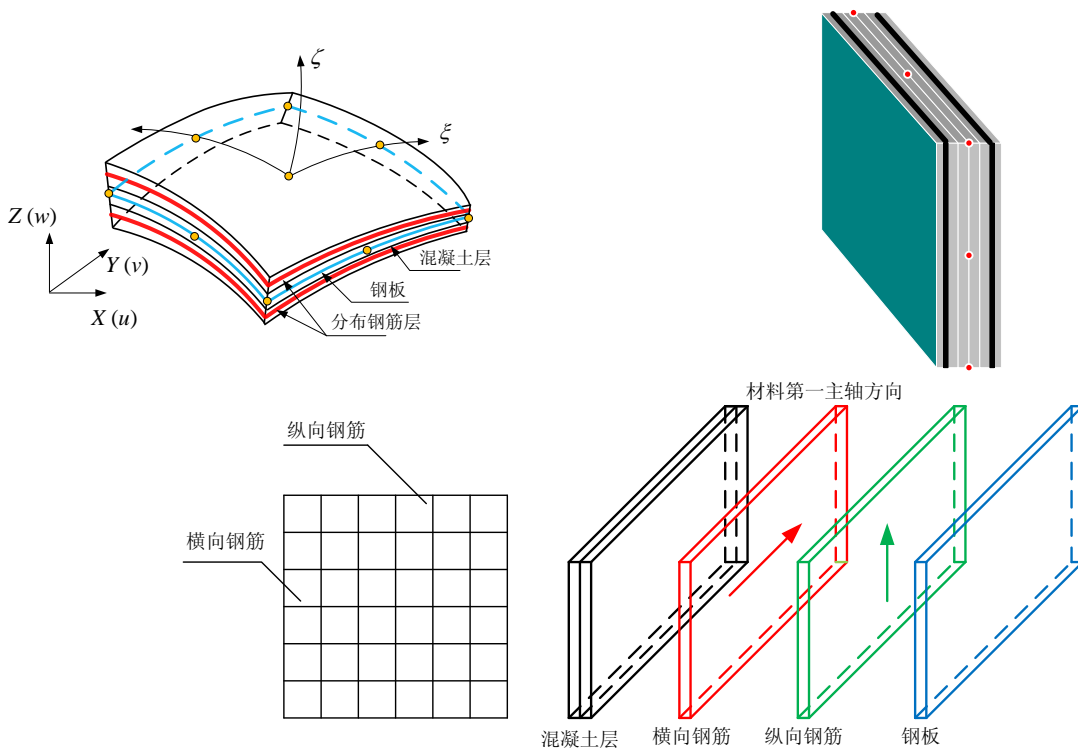 ζ
ξ
Z (w)
Y (v)
X (u)
混凝土层
钢板
分布钢筋层
材料第一主轴方向
纵向钢筋
横向钢筋
混凝土层
横向钢筋
纵向钢筋
钢板